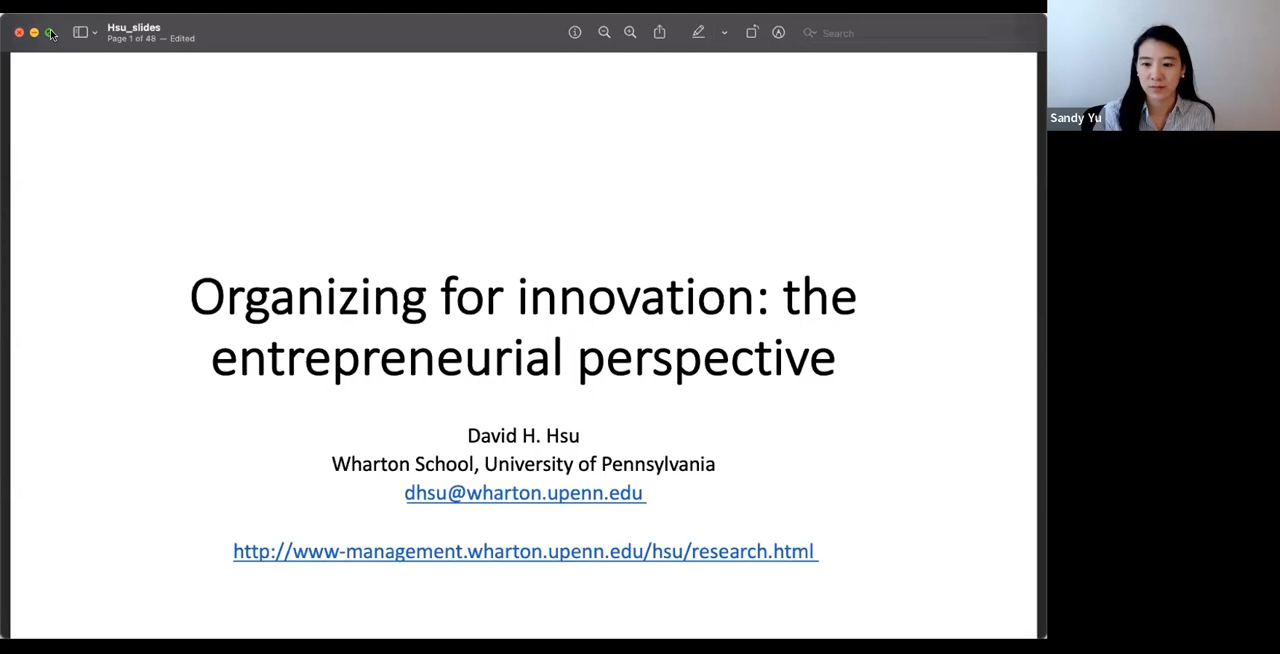 Hsu_slides
Page 1 of 48 — Edited
Search
Sandy Yu
Organizing for innovation: the
entrepreneurial perspective
David H. Hsu
Wharton School, University of Pennsylvania
dhsu@wharton.upenn.edu
http://www-management.wharton.upenn.edu/hsu/research.html